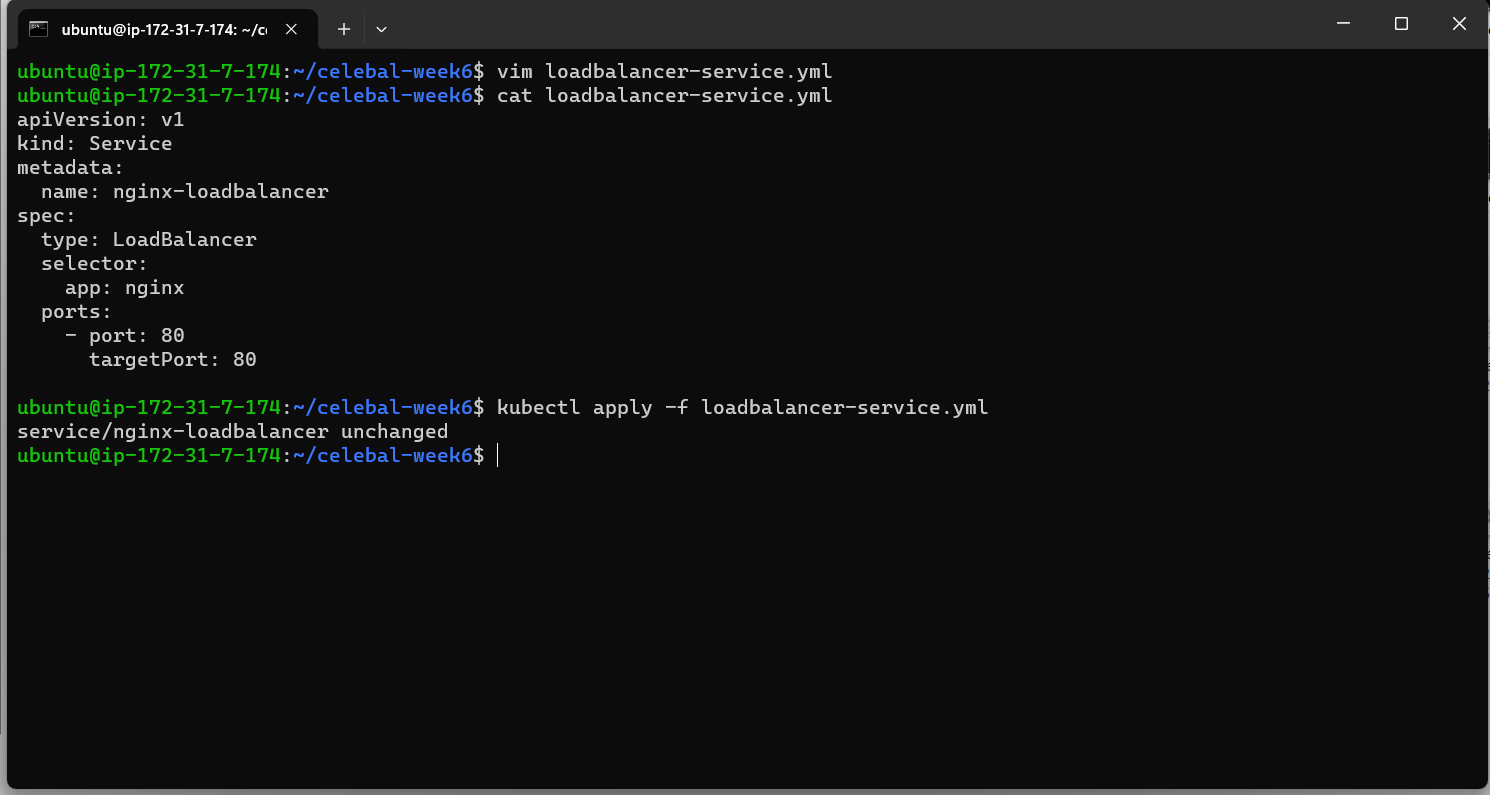 ubuntu@ip-172-31-7-174: ~/ce
ubuntu@ip-172-31-7-174:~/celebal-week6$ vim loadbalancer-service.yml
ubuntu@ip-172-31-7-174:~/celebal-week6$ cat loadbalancer-service.yml
apiVersion: v1
kind: Service
metadata:
  name: nginx-loadbalancer
spec:
  type: LoadBalancer
  selector:
    app: nginx
  ports:
    - port: 80
      targetPort: 80

ubuntu@ip-172-31-7-174:~/celebal-week6$ kubectl apply -f loadbalancer-service.yml
service/nginx-loadbalancer unchanged
ubuntu@ip-172-31-7-174:~/celebal-week6$